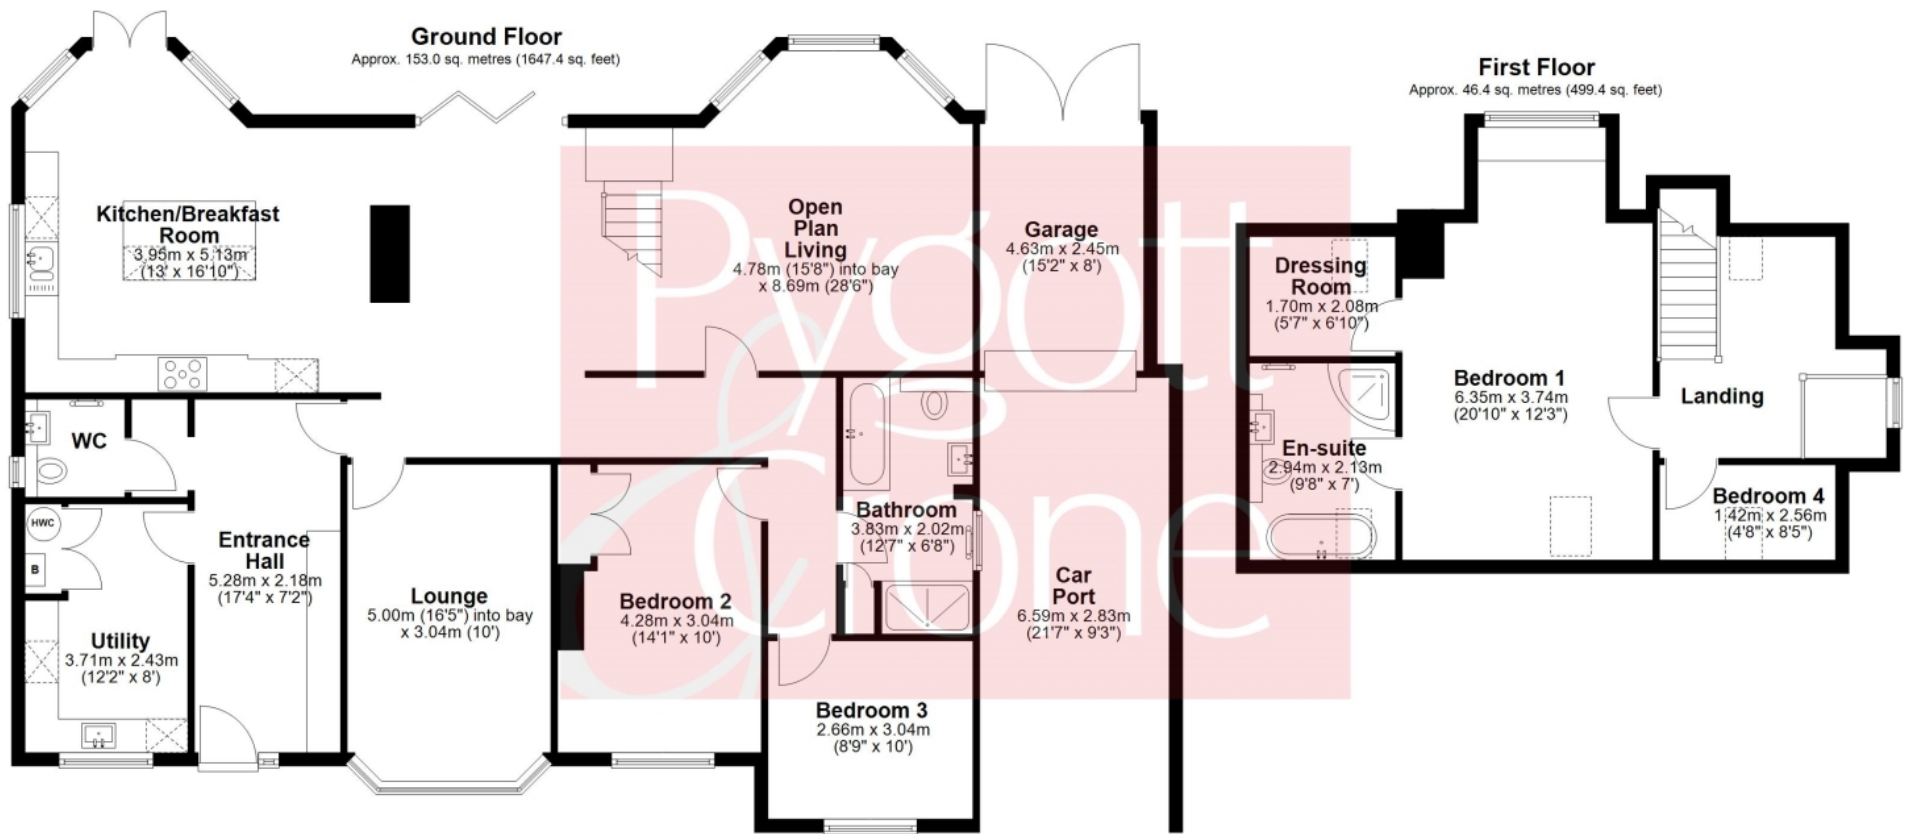 Ground Floor
Approx. 153.0 sq. metres (1647.4 sq. feet)
Kitchen/Breakfast
Room
3.95m x 5.13m
(13' x 16'10")
Open
Plan
Living
4.78m (15'8") into bay
x 8.69m (28'6")
Garage
4.63m x 2.45m
(15'2" x 8')
WC
HWC
B
Entrance
Hall
5.28m x 2.18m
(17'4" x 7'2")
Utility
3.71m x 2.43m
(12'2" x 8')
Lounge
5.00m (16'5") into bay
x 3.04m (10')
Bedroom 2
4.28m x 3.04m
(14'1" x 10')
Bathroom
3.83m x 2.02m
(12'7" x 6'8")
Car
Port
6.59m x 2.83m
(21'7" x 9'3")
Bedroom 3
2.66m x 3.04m
(8'9" x 10')
First Floor
Approx. 46.4 sq. metres (499.4 sq. feet)
Dressing
Room
1.70m x 2.08m
(5'7" x 6'10")
Bedroom 1
6.35m x 3.74m
(20'10" x 12'3")
Landing
En-suite
2.94m x 2.13m
(9'8" x 7')
Bedroom 4
1.42m x 2.56m
(4'8" x 8'5")
Pygott
& Crone